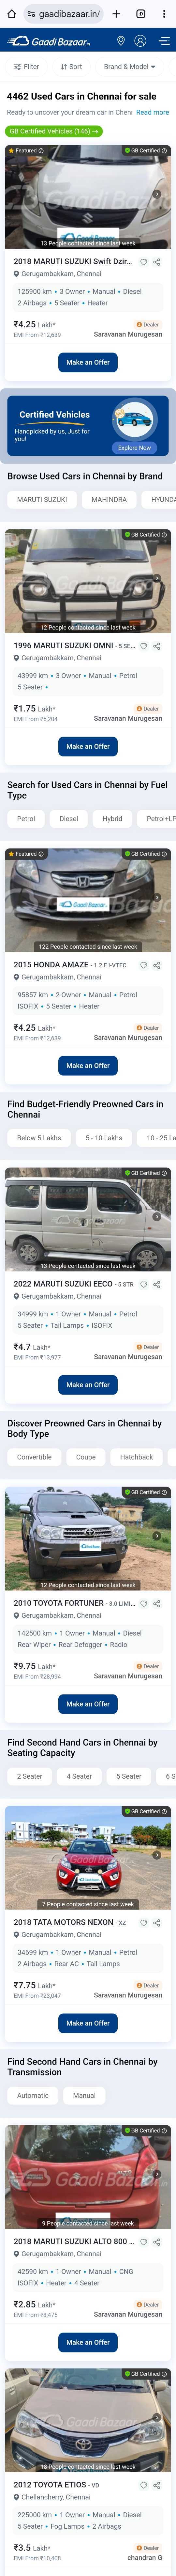 gaadibazaar.in/
GaadiBazaar.in
Filter Sort Brand & Model
4462 Used Cars in Chennai for sale
Ready to uncover your dream car in Chenn Read more
GB Certified Vehicles (146) →
Featured GB Certified
13 People contacted since last week
2018 MARUTI SUZUKI Swift Dzir...
Gerugambakkam, Chennai
125900 km • 3 Owner • Manual • Diesel
2 Airbags • 5 Seater • Heater
₹4.25 Lakh* Dealer
EMI From ₹12,639 Saravanan Murugesan
Make an Offer
Certified Vehicles
Handpicked by us, Just for
you!
Explore Now
Browse Used Cars in Chennai by Brand
MARUTI SUZUKI MAHINDRA HYUNDA
GB Certified
12 People contacted since last week
1996 MARUTI SUZUKI OMNI - 5 SE...
Gerugambakkam, Chennai
43999 km • 3 Owner • Manual • Petrol
5 Seater •
₹1.75 Lakh* Dealer
EMI From ₹5,204 Saravanan Murugesan
Make an Offer
Search for Used Cars in Chennai by Fuel
Type
Petrol Diesel Hybrid Petrol+LP
Featured GB Certified
122 People contacted since last week
2015 HONDA AMAZE - 1.2 E i-VTEC
Gerugambakkam, Chennai
95857 km • 2 Owner • Manual • Petrol
ISOFIX • 5 Seater • Heater
₹4.25 Lakh* Dealer
EMI From ₹12,639 Saravanan Murugesan
Make an Offer
Find Budget-Friendly Preowned Cars in
Chennai
Below 5 Lakhs 5 - 10 Lakhs 10 - 25 La
GB Certified
13 People contacted since last week
2022 MARUTI SUZUKI EECO - 5 STR
Gerugambakkam, Chennai
34999 km • 1 Owner • Manual • Petrol
5 Seater • Tail Lamps • ISOFIX
₹4.7 Lakh* Dealer
EMI From ₹13,977 Saravanan Murugesan
Make an Offer
Discover Preowned Cars in Chennai by
Body Type
Convertible Coupe Hatchback
GB Certified
12 People contacted since last week
2010 TOYOTA FORTUNER - 3.0 LIMI...
Gerugambakkam, Chennai
142500 km • 1 Owner • Manual • Diesel
Rear Wiper • Rear Defogger • Radio
₹9.75 Lakh* Dealer
EMI From ₹28,994 Saravanan Murugesan
Make an Offer
Find Second Hand Cars in Chennai by
Seating Capacity
2 Seater 4 Seater 5 Seater 6 S
GB Certified
7 People contacted since last week
2018 TATA MOTORS NEXON - XZ
Gerugambakkam, Chennai
34699 km • 1 Owner • Manual • Petrol
2 Airbags • Rear AC • Tail Lamps
₹7.75 Lakh* Dealer
EMI From ₹23,047 Saravanan Murugesan
Make an Offer
Find Second Hand Cars in Chennai by
Transmission
Automatic Manual
GB Certified
9 People contacted since last week
2018 MARUTI SUZUKI ALTO 800 ...
Gerugambakkam, Chennai
42590 km • 1 Owner • Manual • CNG
ISOFIX • Heater • 4 Seater
₹2.85 Lakh* Dealer
EMI From ₹8,475 Saravanan Murugesan
Make an Offer
GB Certified
18 People contacted since last week
2012 TOYOTA ETIOS - VD
Chellancherry, Chennai
225000 km • 1 Owner • Manual • Diesel
5 Seater • Fog Lamps • 2 Airbags
₹3.5 Lakh* Dealer
EMI From ₹10,408 chandran G